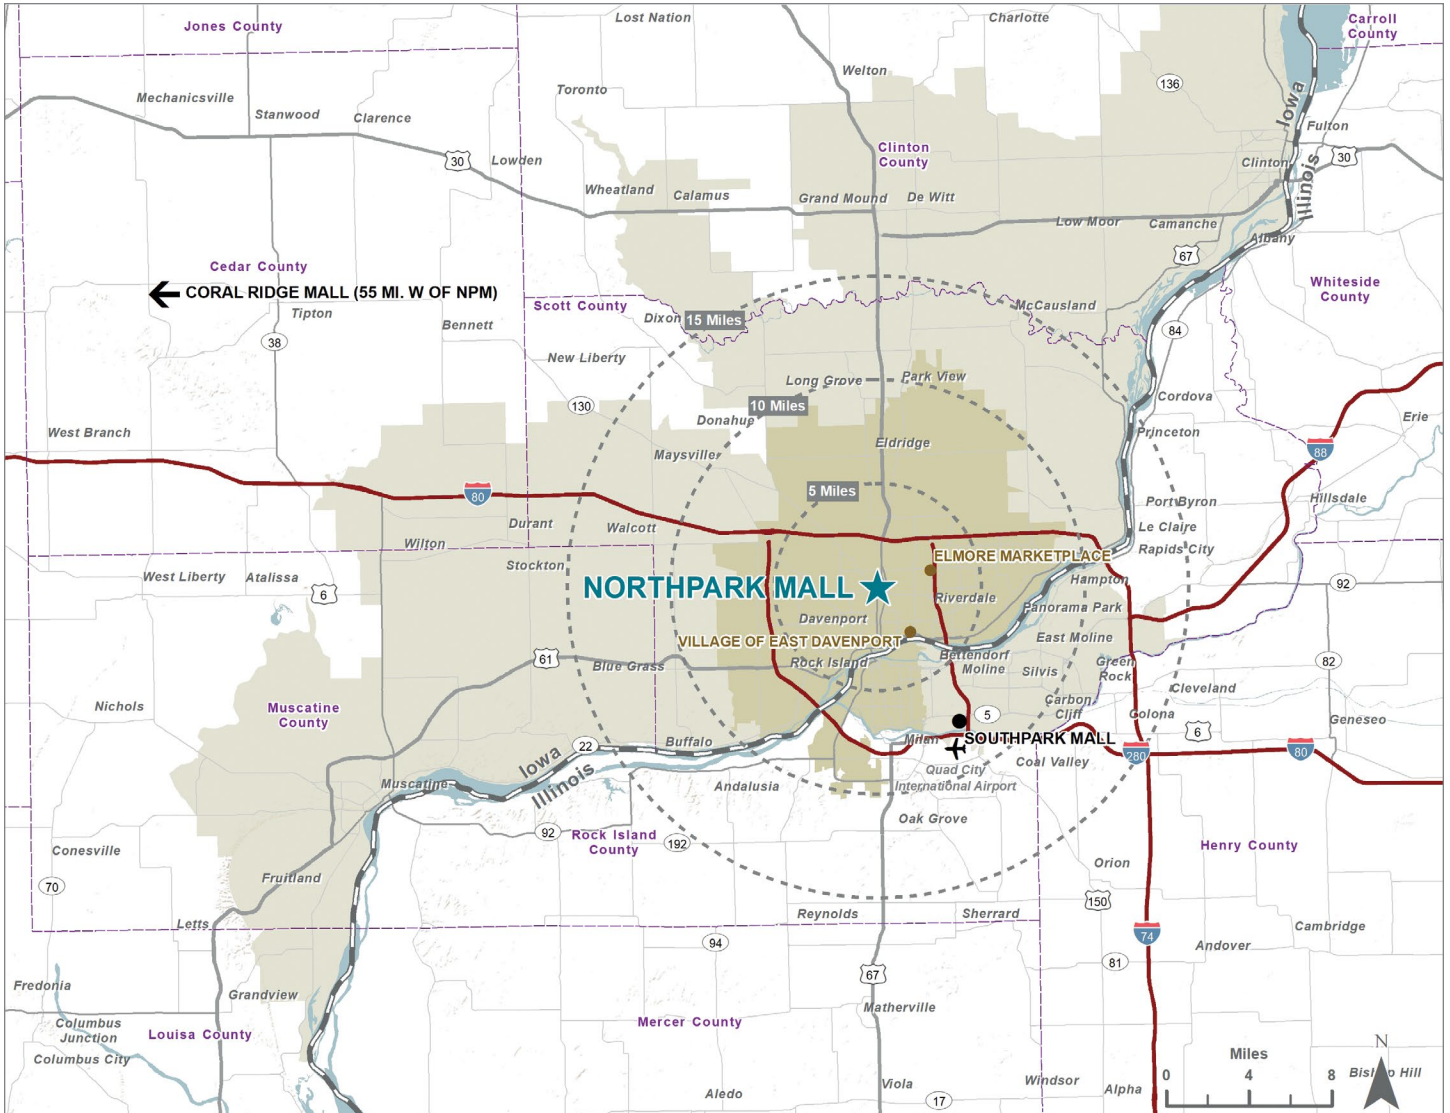 Jones County
Lost Nation
Charlotte
Carroll
County
Welton
136
Toronto
Mechanicsville
Stanwood
Clarence
Iowa
Illinois
Fulton
Clinton
County
30
Lowden
Clinton
30
Wheatland
Calamus
Grand Mound
De Witt
Low Moor
Camanche
Albany
67
Cedar County
CORAL RIDGE MALL (55 MI. W OF NPM)
Tipton
Bennett
Scott County
Dixon
15 Miles
McCausland
Whiteside
County
84
38
New Liberty
Long Grove
Park View
130
10 Miles
Donahue
Cordova
Princeton
Erie
West Branch
Eldridge
Maysville
88
80
5 Miles
Port Byron
Hillsdale
Durant
Walcott
Le Claire
Wilton
Rapids City
ELMORE MARKETPLACE
Stockton
West Liberty
Atalissa
6
NORTHPARK MALL
Hampton
92
Riverdale
Panorama Park
Davenport
VILLAGE OF EAST DAVENPORT
East Moline
61
Blue Grass
Rock Island
Bettendorf
Moline
Silvis
Green
Rock
82
Cleveland
Nichols
Muscatine
County
Carbon
Cliff
Colona
5
Geneseo
6
Milan
SOUTHPARK MALL
22
Buffalo
Iowa
Illinois
280
80
Coal Valley
Quad City
International Airport
Muscatine
Andalusia
Oak Grove
92
Rock Island
County
192
Henry County
Conesville
Orion
Fruitland
70
150
Letts
Reynolds
Sherrard
Cambridge
94
74
Andover
81
67
Fredonia
Grandview
Matherville
Columbus
Junction
Louisa County
Mercer County
Columbus City
Miles
0
4
8
N
Bishop Hill
Aledo
Viola
17
Windsor
Alpha